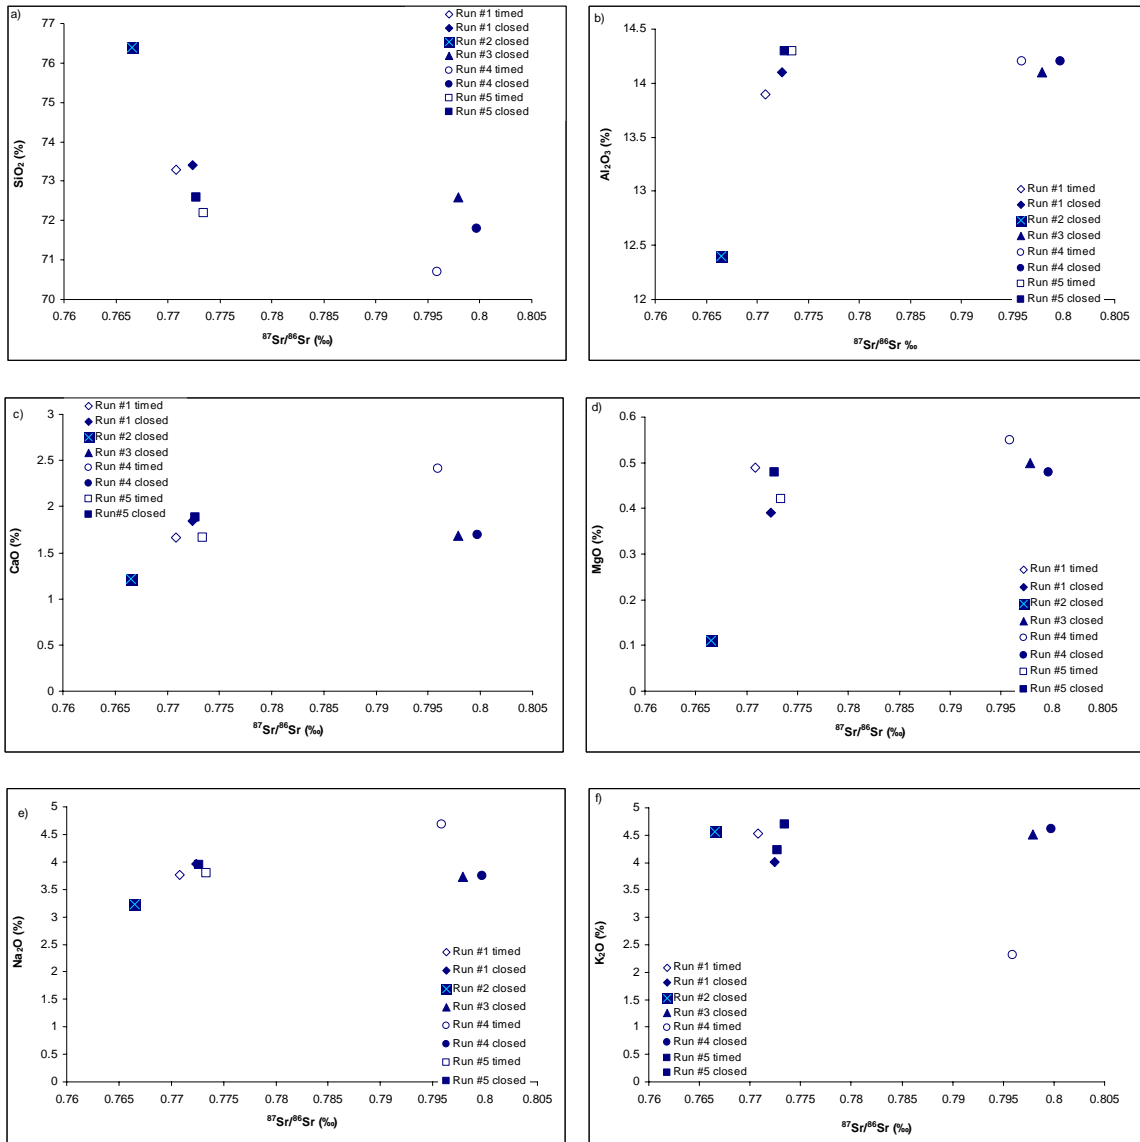 a)
77
76
75
74
73
72
71
70
SiO₂ (%)
0.76 0.765 0.77 0.775 0.78 0.785 0.79 0.795 0.8 0.805
⁸⁷Sr/⁸⁶Sr (‰)
Run #1 timed
Run #1 closed
Run #2 closed
Run #3 closed
Run #4 timed
Run #4 closed
Run #5 timed
Run #5 closed
b)
14.5
14
13.5
13
12.5
12
Al₂O₃ (%)
0.76 0.765 0.77 0.775 0.78 0.785 0.79 0.795 0.8 0.805
⁸⁷Sr/⁸⁶Sr ‰
Run #1 timed
Run #1 closed
Run #2 closed
Run #3 closed
Run #4 timed
Run #4 closed
Run #5 timed
Run #5 closed
c)
3
2.5
2
1.5
1
0.5
0
CaO (%)
0.76 0.765 0.77 0.775 0.78 0.785 0.79 0.795 0.8 0.805
⁸⁷Sr/⁸⁶Sr (‰)
Run #1 timed
Run #1 closed
Run #2 closed
Run #3 closed
Run #4 timed
Run #4 closed
Run #5 timed
Run#5 closed
d)
0.6
0.5
0.4
0.3
0.2
0.1
0
MgO (%)
0.76 0.765 0.77 0.775 0.78 0.785 0.79 0.795 0.8 0.805
⁸⁷Sr/⁸⁶Sr (‰)
Run #1 timed
Run #1 closed
Run #2 closed
Run #3 closed
Run #4 timed
Run #4 closed
Run #5 timed
Run #5 closed
e)
5
4.5
4
3.5
3
2.5
2
1.5
1
0.5
0
Na₂O (%)
0.76 0.765 0.77 0.775 0.78 0.785 0.79 0.795 0.8 0.805
⁸⁷Sr/⁸⁶Sr (‰)
Run #1 timed
Run #1 closed
Run #2 closed
Run #3 closed
Run #4 timed
Run #4 closed
Run #5 timed
Run #5 closed
f)
5
4.5
4
3.5
3
2.5
2
1.5
1
0.5
0
K₂O (%)
0.76 0.765 0.77 0.775 0.78 0.785 0.79 0.795 0.8 0.805
⁸⁷Sr/⁸⁶Sr (‰)
Run #1 timed
Run #1 closed
Run #2 closed
Run #3 closed
Run #4 timed
Run #4 closed
Run #5 timed
Run #5 closed